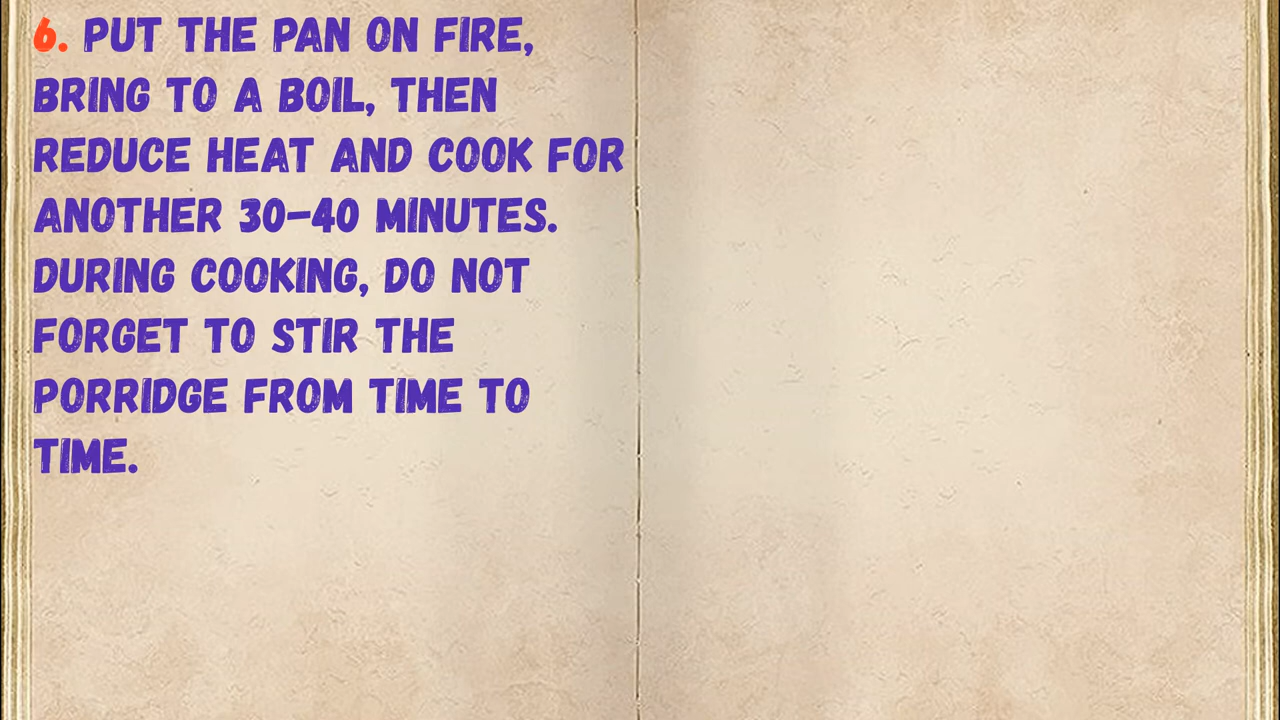 6. PUT THE PAN ON FIRE,
BRING TO A BOIL, THEN
REDUCE HEAT AND COOK FOR
ANOTHER 30–40 MINUTES.
DURING COOKING, DO NOT
FORGET TO STIR THE
PORRIDGE FROM TIME TO
TIME.